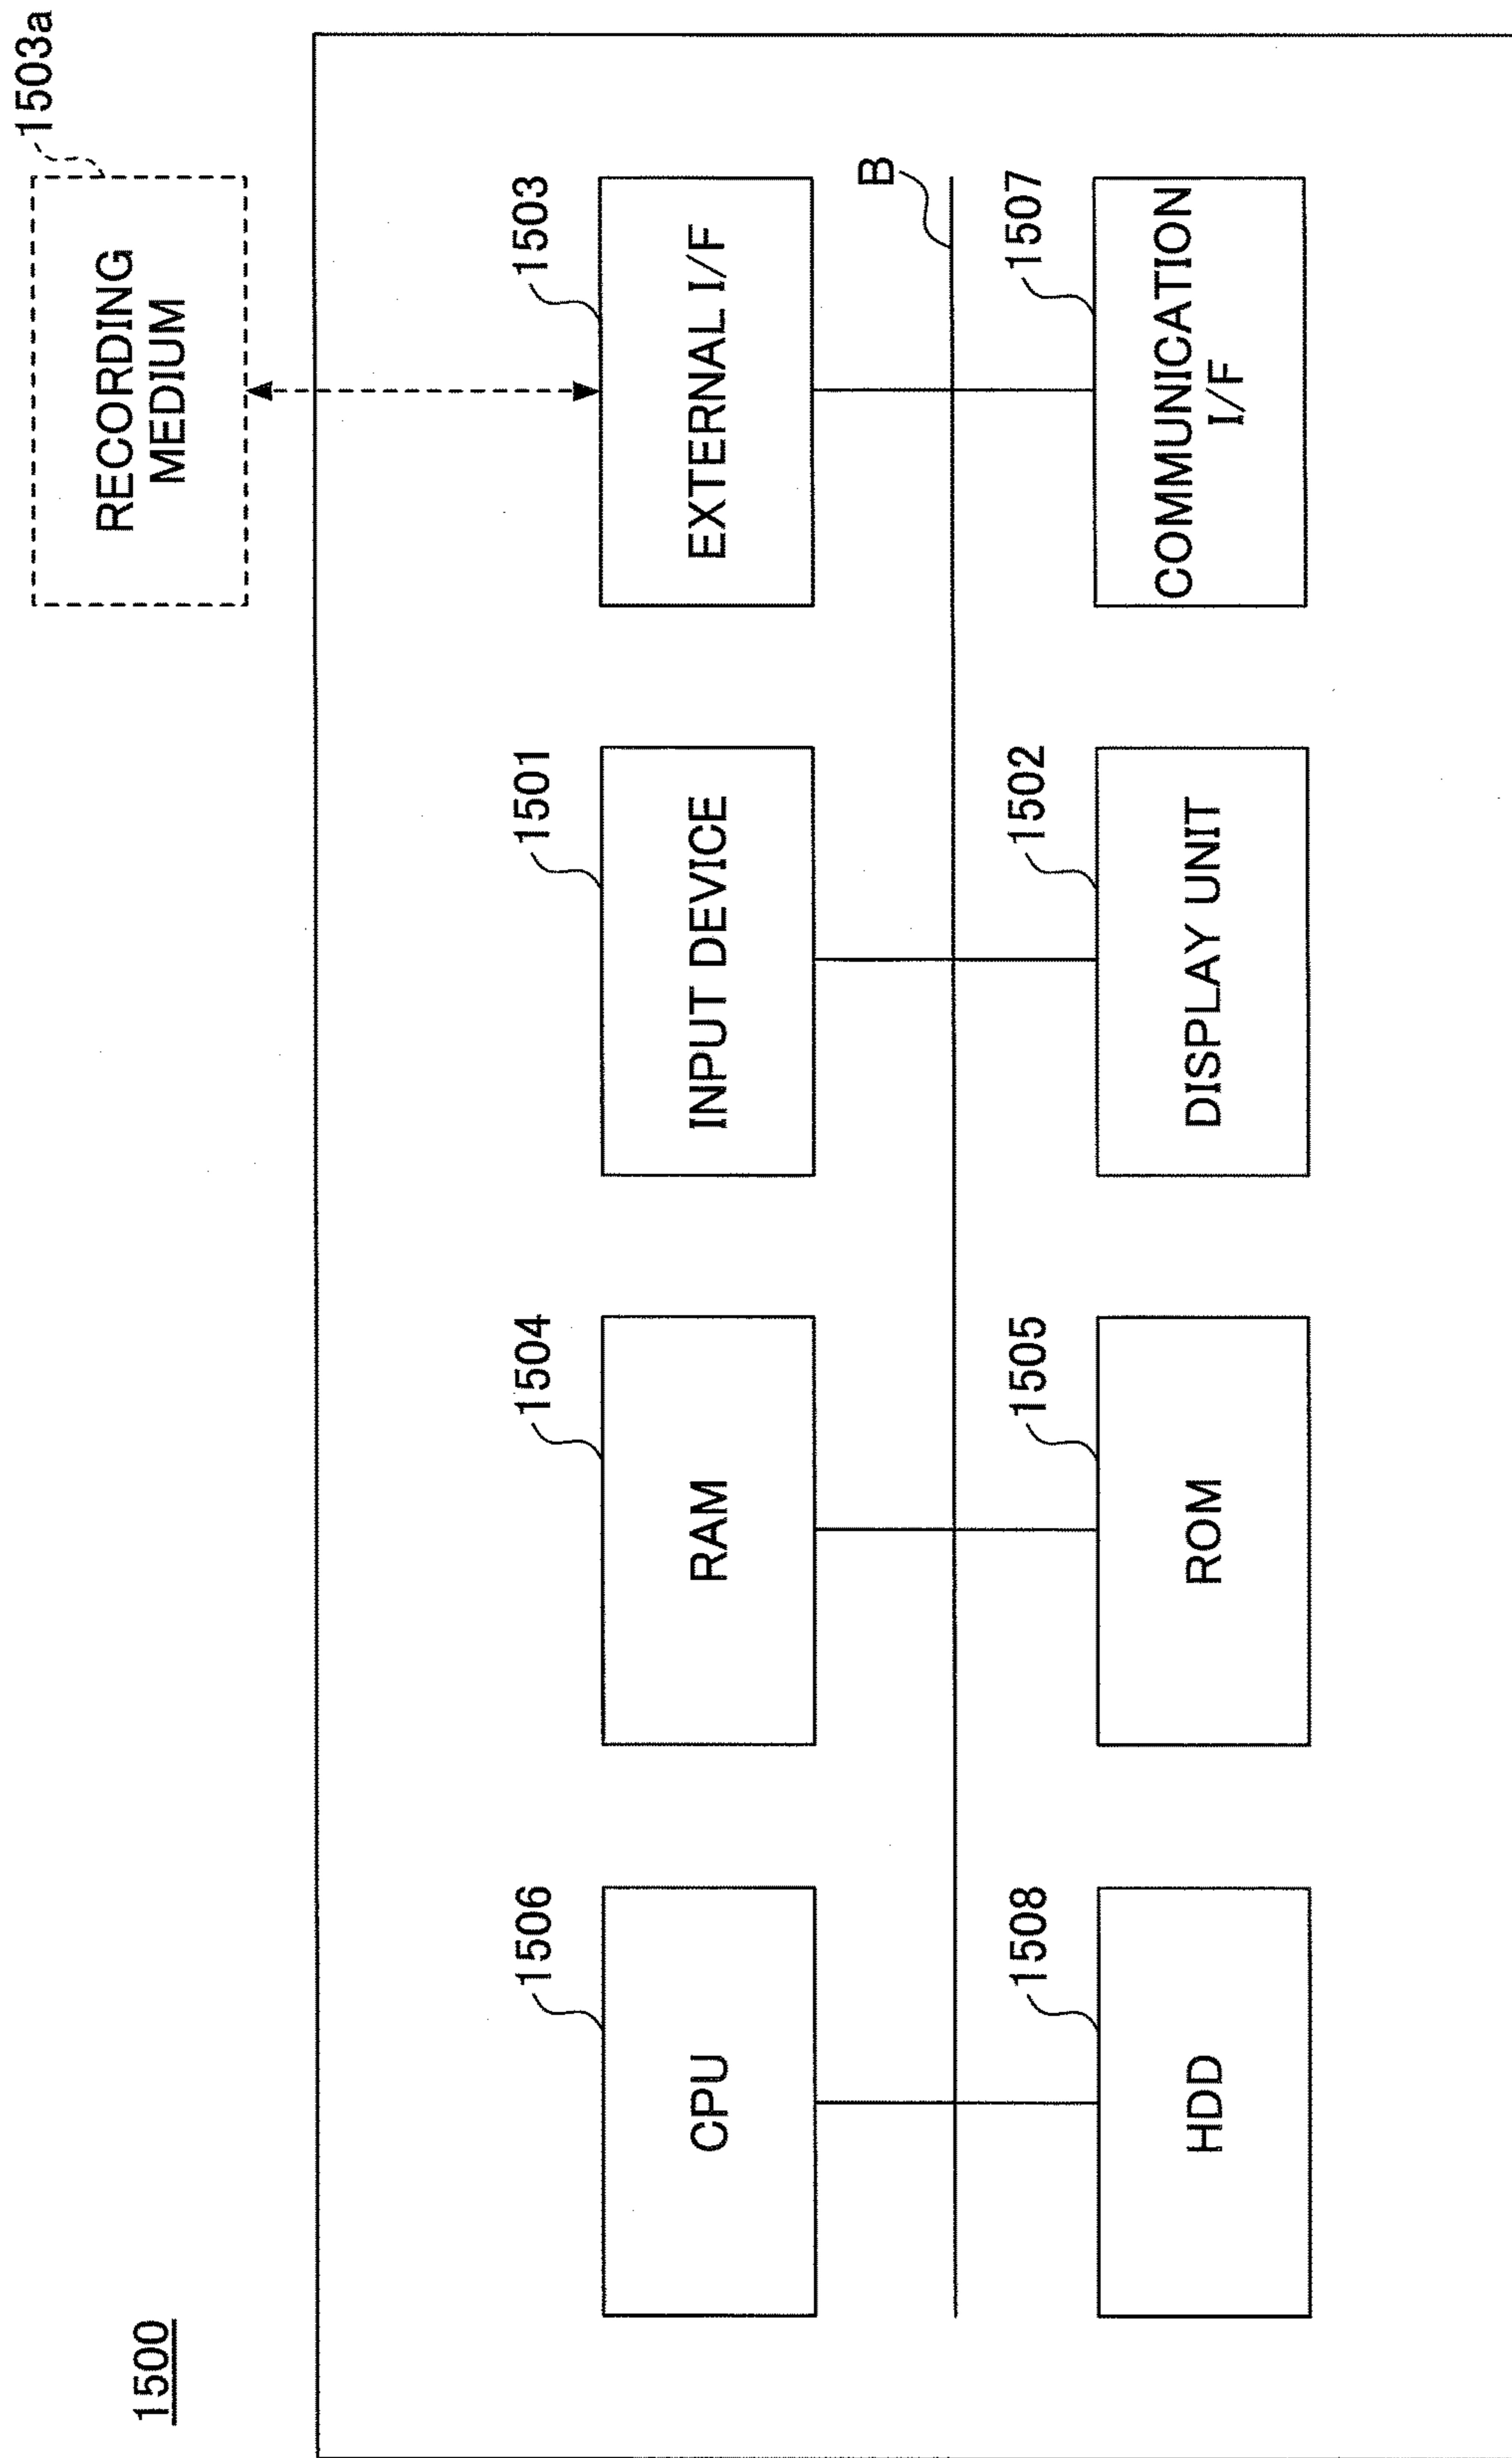 1500
1503a
RECORDING
MEDIUM
1506
1504
1501
1503
CPU
RAM
INPUT DEVICE
EXTERNAL I/F
B
1508
1505
1502
1507
HDD
ROM
DISPLAY UNIT
COMMUNICATION
I/F